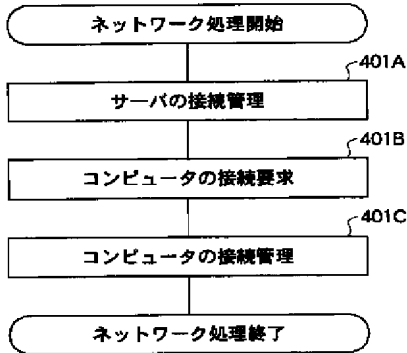 ネットワーク処理開始
401A
サーバの接続管理
401B
コンピュータの接続要求
401C
コンピュータの接続管理
ネットワーク処理終了